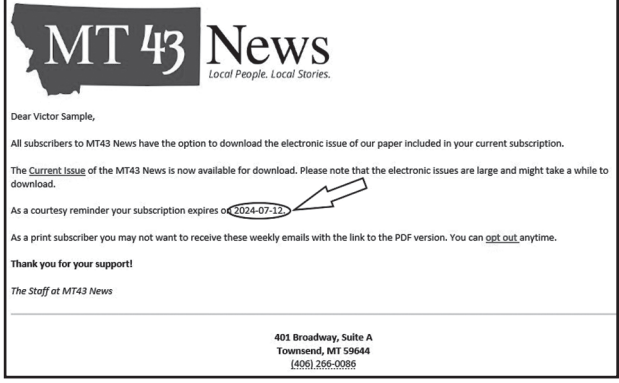 MT 43 News
Local People. Local Stories.
Dear Victor Sample,
All subscribers to MT43 News have the option to download the electronic issue of our paper included in your current subscription.
The Current Issue of the MT43 News is now available for download. Please note that the electronic issues are large and might take a while to
download.
As a courtesy reminder your subscription expires on 2024-07-12.
As a print subscriber you may not want to receive these weekly emails with the link to the PDF version. You can opt out anytime.
Thank you for your support!
The Staff at MT43 News
401 Broadway, Suite A
Townsend, MT 59644
(406) 266-0086